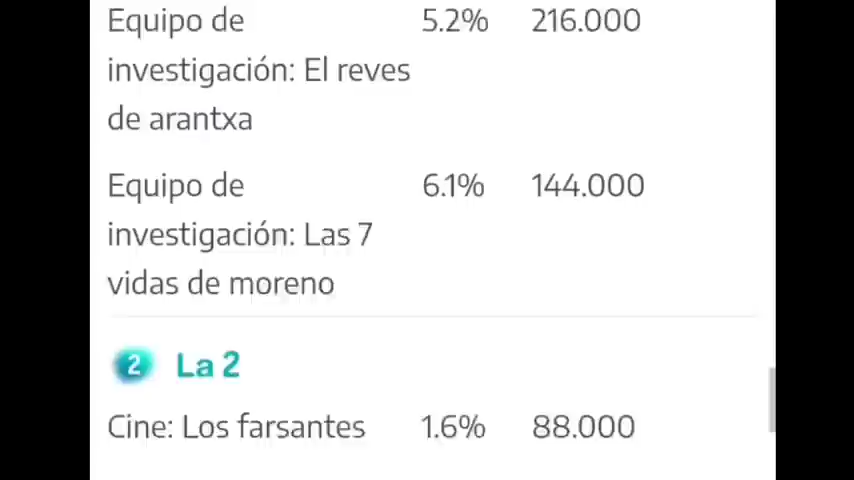 Equipo de 5.2% 216.000
investigación: El reves
de arantxa
Equipo de 6.1% 144.000
investigación: Las 7
vidas de moreno
2 La 2
Cine: Los farsantes 1.6% 88.000